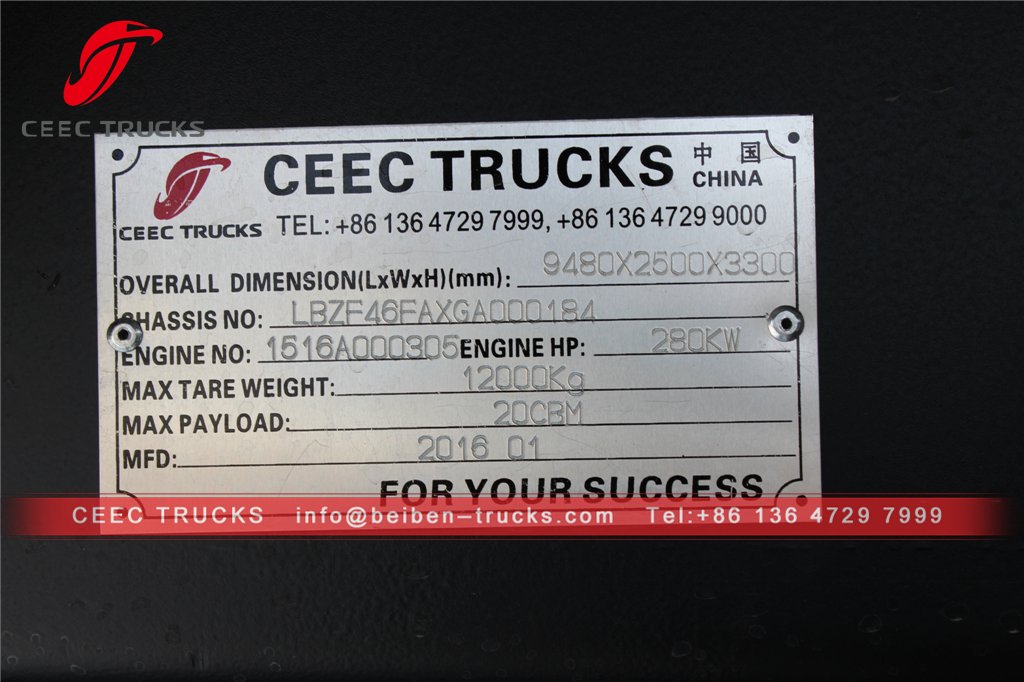 CEEC TRUCKS
CEEC TRUCKS
CEEC TRUCKS 中国
CHINA
TEL: +86 136 4729 7999, +86 136 4729 9000
OVERALL DIMENSION(LxWxH)(mm): 9480X2500X3300
CHASSIS NO: LBZF46FAXGA000184
ENGINE NO: 1516A000305 ENGINE HP: 280KW
MAX TARE WEIGHT: 12000Kg
MAX PAYLOAD: 20CBM
MFD: 2016 01
FOR YOUR SUCCESS
CEEC TRUCKS info@beiben-trucks.com Tel:+86 136 4729 7999